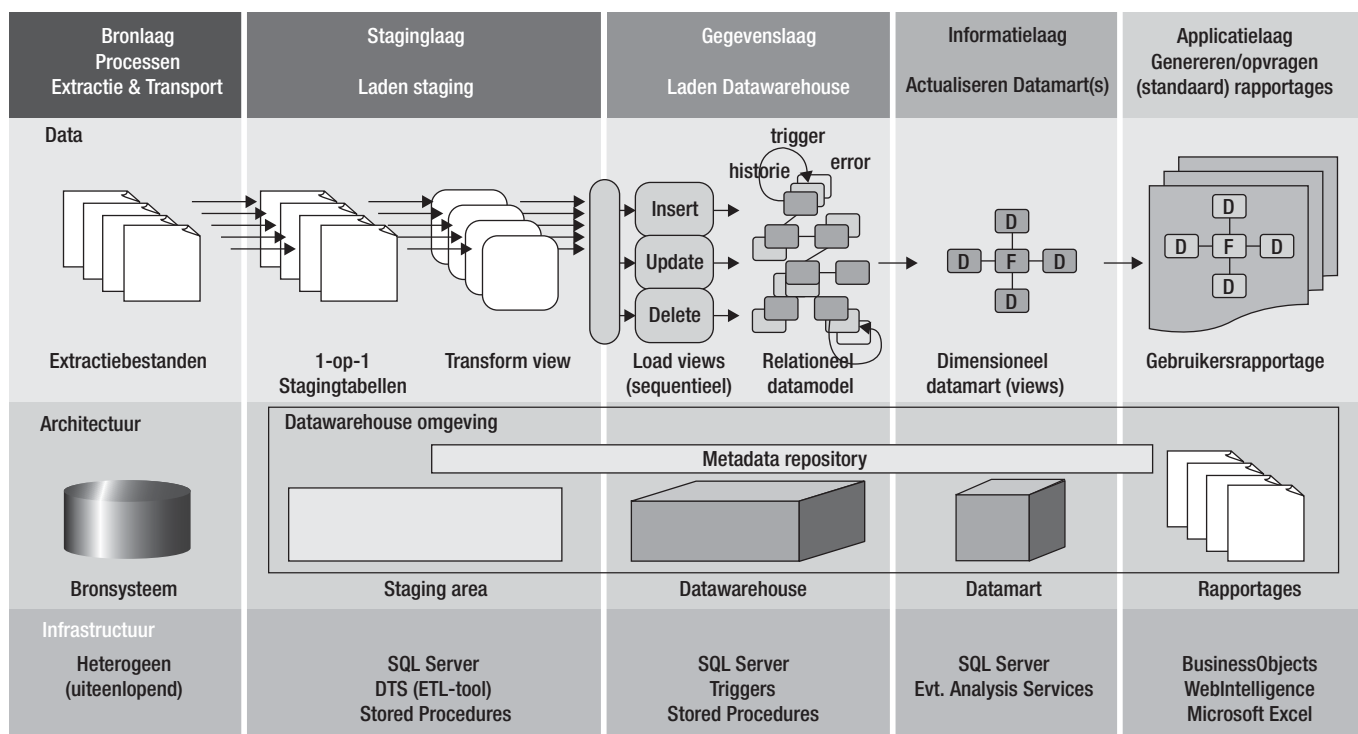 Bronlaag
Processen
Extractie & Transport
Staginglaag
Laden staging
Gegevenslaag
Laden Datawarehouse
Informatielaag
Actualiseren Datamart(s)
Applicatielaag
Genereren/opvragen
(standaard) rapportages
Data
trigger
historie
error
Insert
Update
Delete
D
D
F
D
D
D
D
F
D
D
Extractiebestanden
1-op-1
Stagingtabellen
Transform view
Load views
(sequentieel)
Relationeel
datamodel
Dimensioneel
datamart (views)
Gebruikersrapportage
Architectuur
Datawarehouse omgeving
Metadata repository
Bronsysteem
Staging area
Datawarehouse
Datamart
Rapportages
Infrastructuur
Heterogeen
(uiteenlopend)
SQL Server
DTS (ETL-tool)
Stored Procedures
SQL Server
Triggers
Stored Procedures
SQL Server
Evt. Analysis Services
BusinessObjects
WebIntelligence
Microsoft Excel